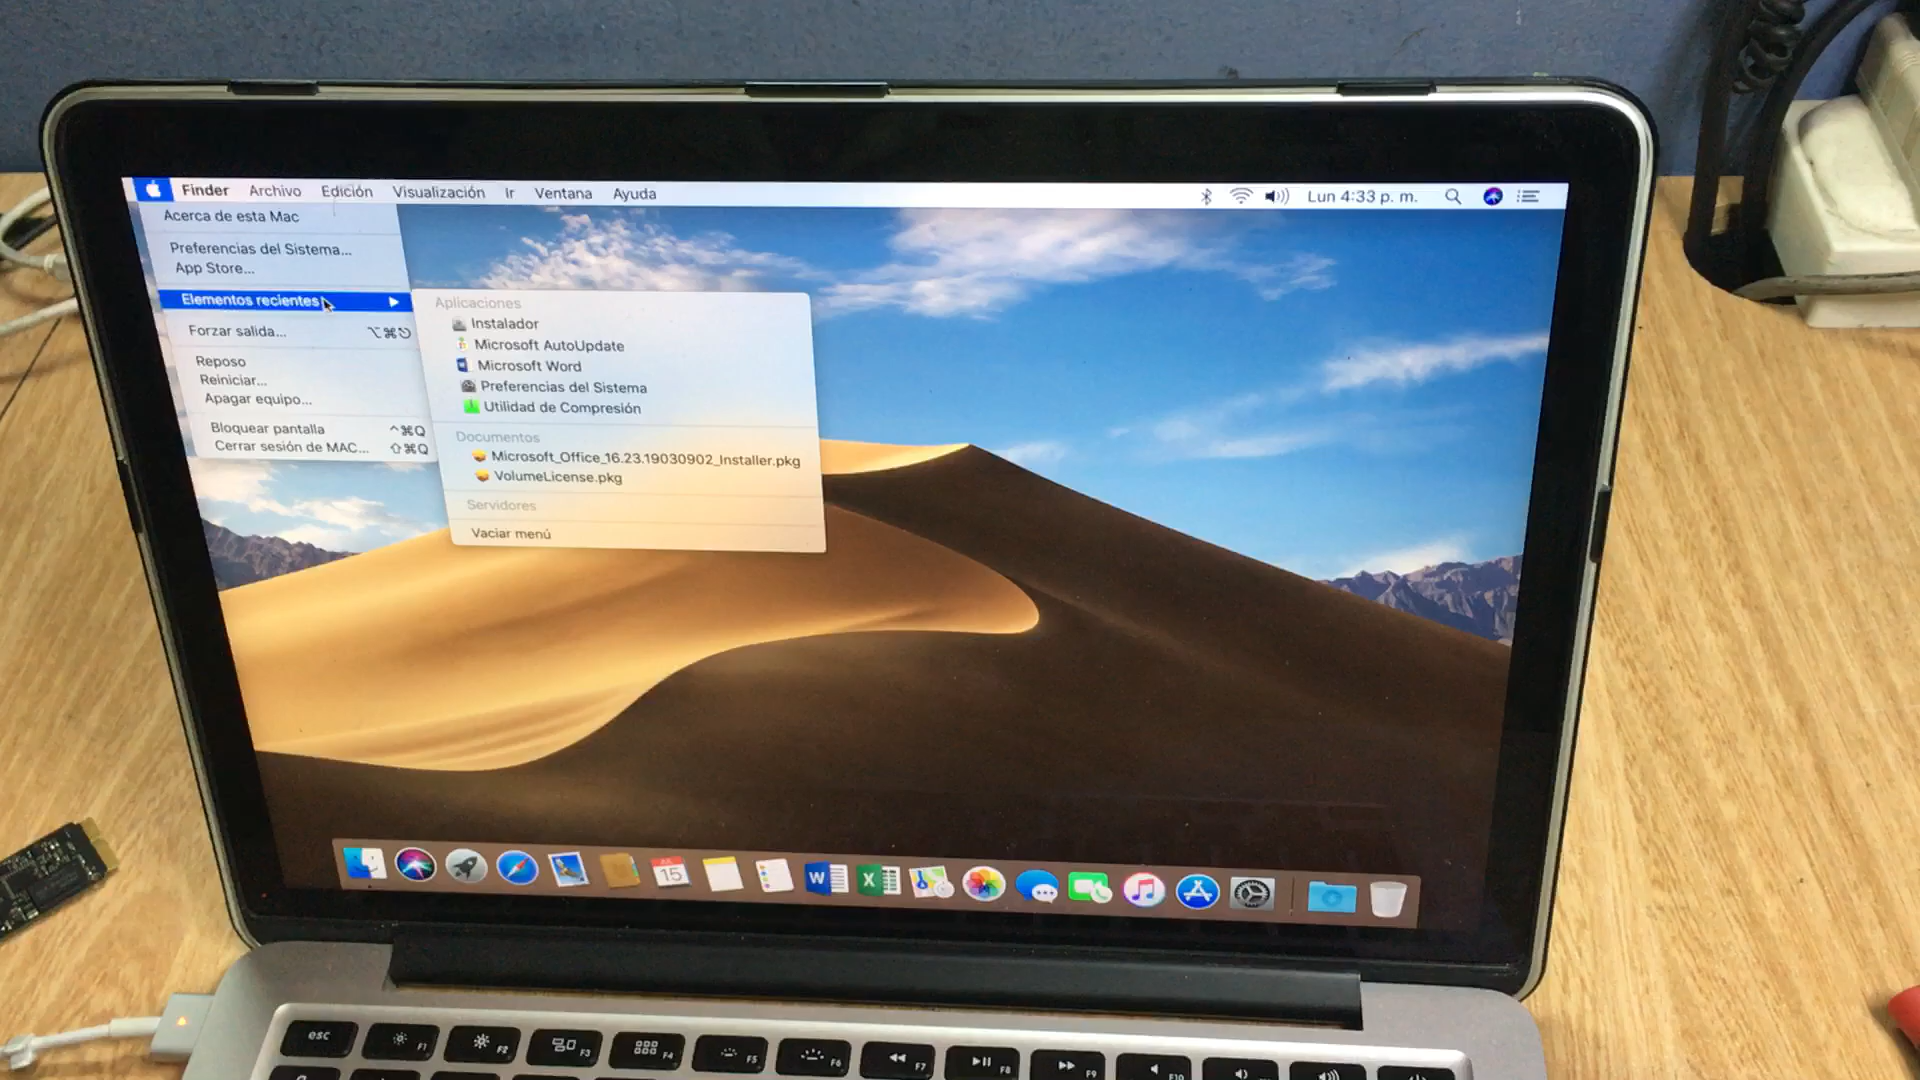 Finder Archivo Edición Visualización Ir Ventana Ayuda
Lun 4:33 p. m.
Acerca de esta Mac
Preferencias del Sistema...
App Store...
Elementos recientes
Forzar salida... ⌥⌘⎋
Reposo
Reiniciar...
Apagar equipo...
Bloquear pantalla ^⌘Q
Cerrar sesión de MAC... ⇧⌘Q
Aplicaciones
Instalador
Microsoft AutoUpdate
Microsoft Word
Preferencias del Sistema
Utilidad de Compresión
Documentos
Microsoft_Office_16.23.19030902_Installer.pkg
VolumeLicense.pkg
Servidores
Vaciar menú
JUL
15
W
X
esc
F1
F2
F3
F4
F5
F6
F7
F8
F9
F10